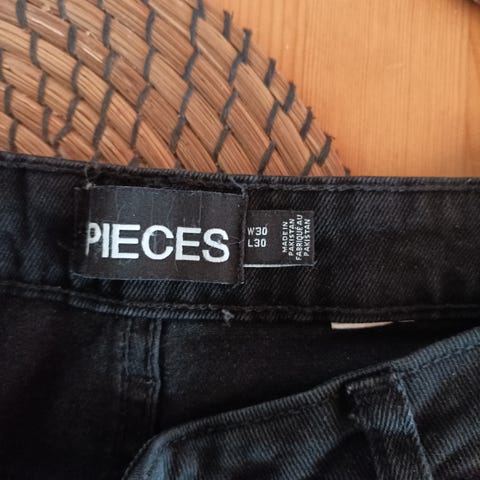 PIECES
W30
L30
MADE IN
PAKISTAN
FABRIQUÉ AU
PAKISTAN